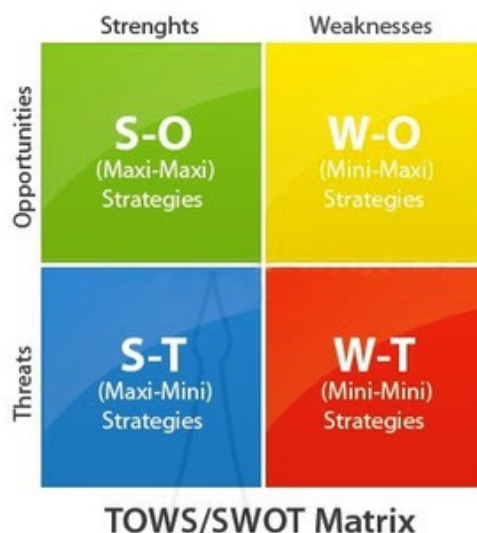 Strenghts Weaknesses
Opportunities
S-O
(Maxi-Maxi)
Strategies
W-O
(Mini-Maxi)
Strategies
Threats
S-T
(Maxi-Mini)
Strategies
W-T
(Mini-Mini)
Strategies
TOWS/SWOT Matrix